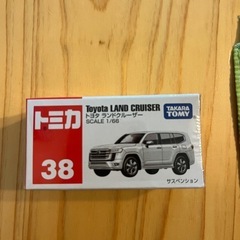 トミカ
38
Toyota LAND CRUISER
トヨタ ランドクルーザー
SCALE 1/66
TAKARA
TOMY
サスペンション